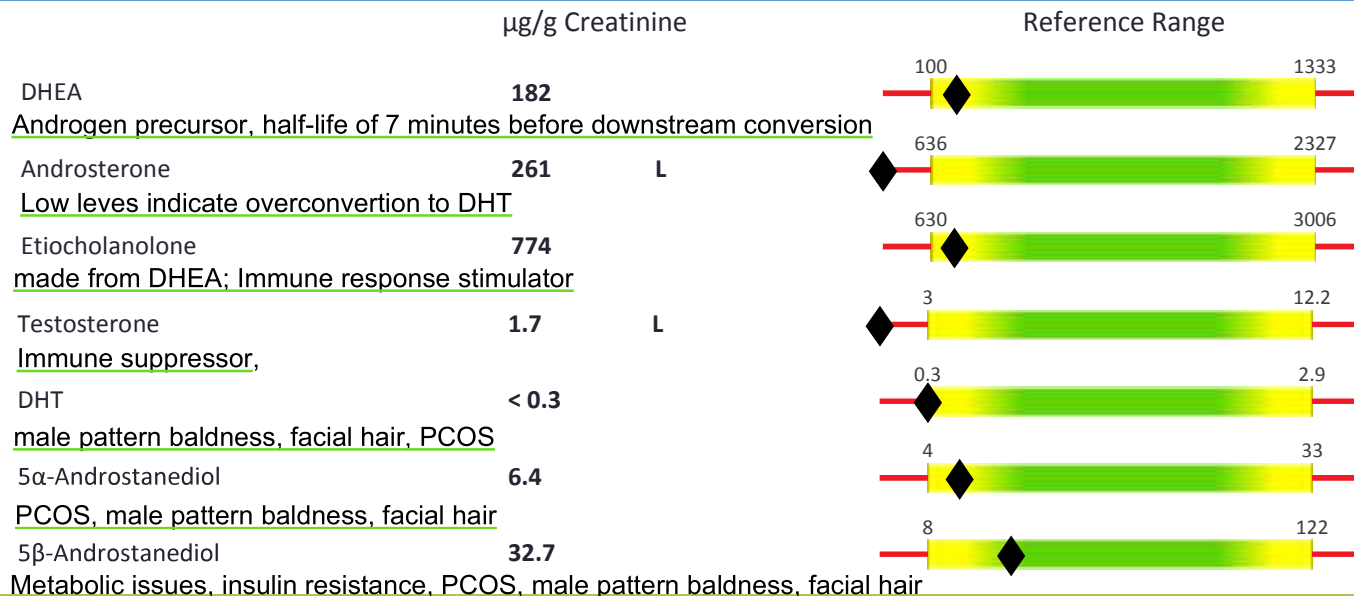 µg/g Creatinine Reference Range
100 1333
DHEA 182
Androgen precursor, half-life of 7 minutes before downstream conversion
636 2327
Androsterone 261 L
Low leves indicate overconvertion to DHT
630 3006
Etiocholanolone 774
made from DHEA; Immune response stimulator
3 12.2
Testosterone 1.7 L
Immune suppressor,
0.3 2.9
DHT < 0.3
male pattern baldness, facial hair, PCOS
4 33
5α-Androstanediol 6.4
PCOS, male pattern baldness, facial hair
8 122
5β-Androstanediol 32.7
Metabolic issues, insulin resistance, PCOS, male pattern baldness, facial hair